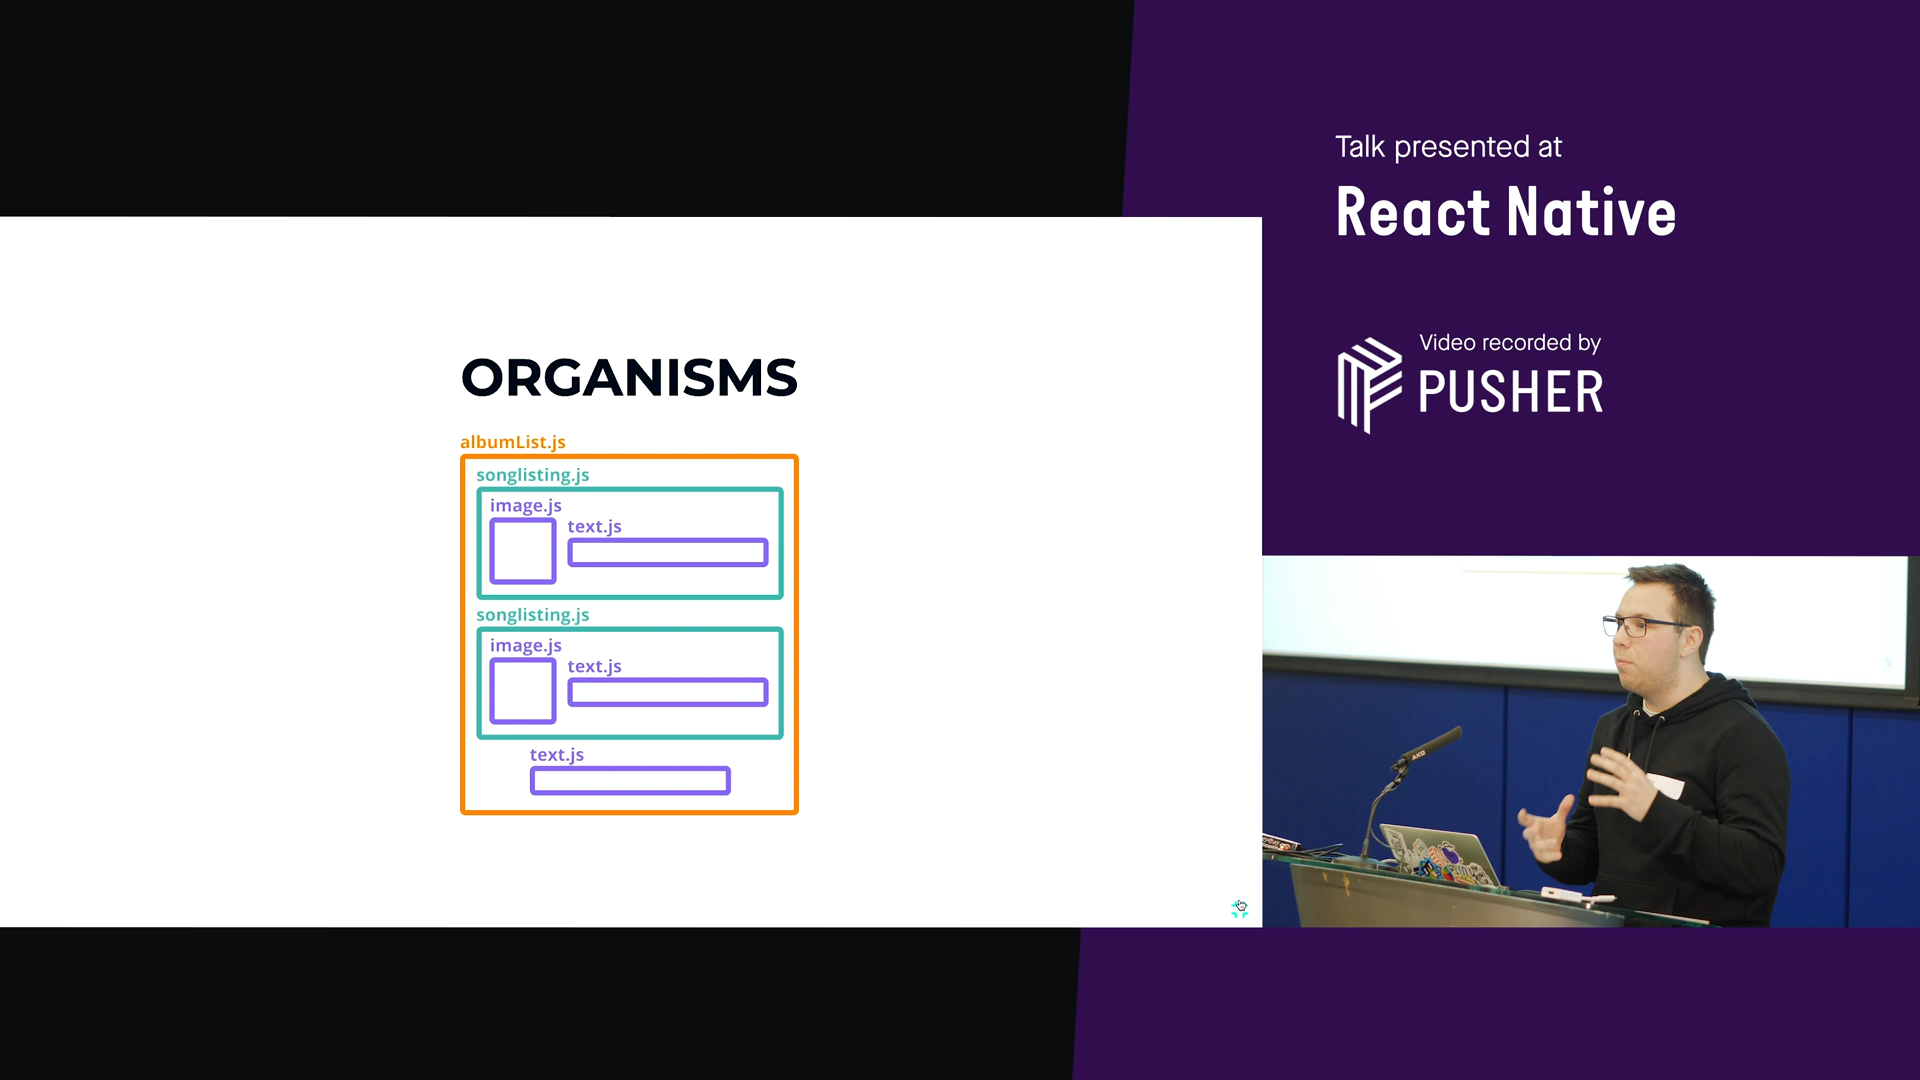 Talk presented at
React Native
Video recorded by
PUSHER
ORGANISMS
albumList.js
songlisting.js
image.js
text.js
songlisting.js
image.js
text.js
text.js
AKG